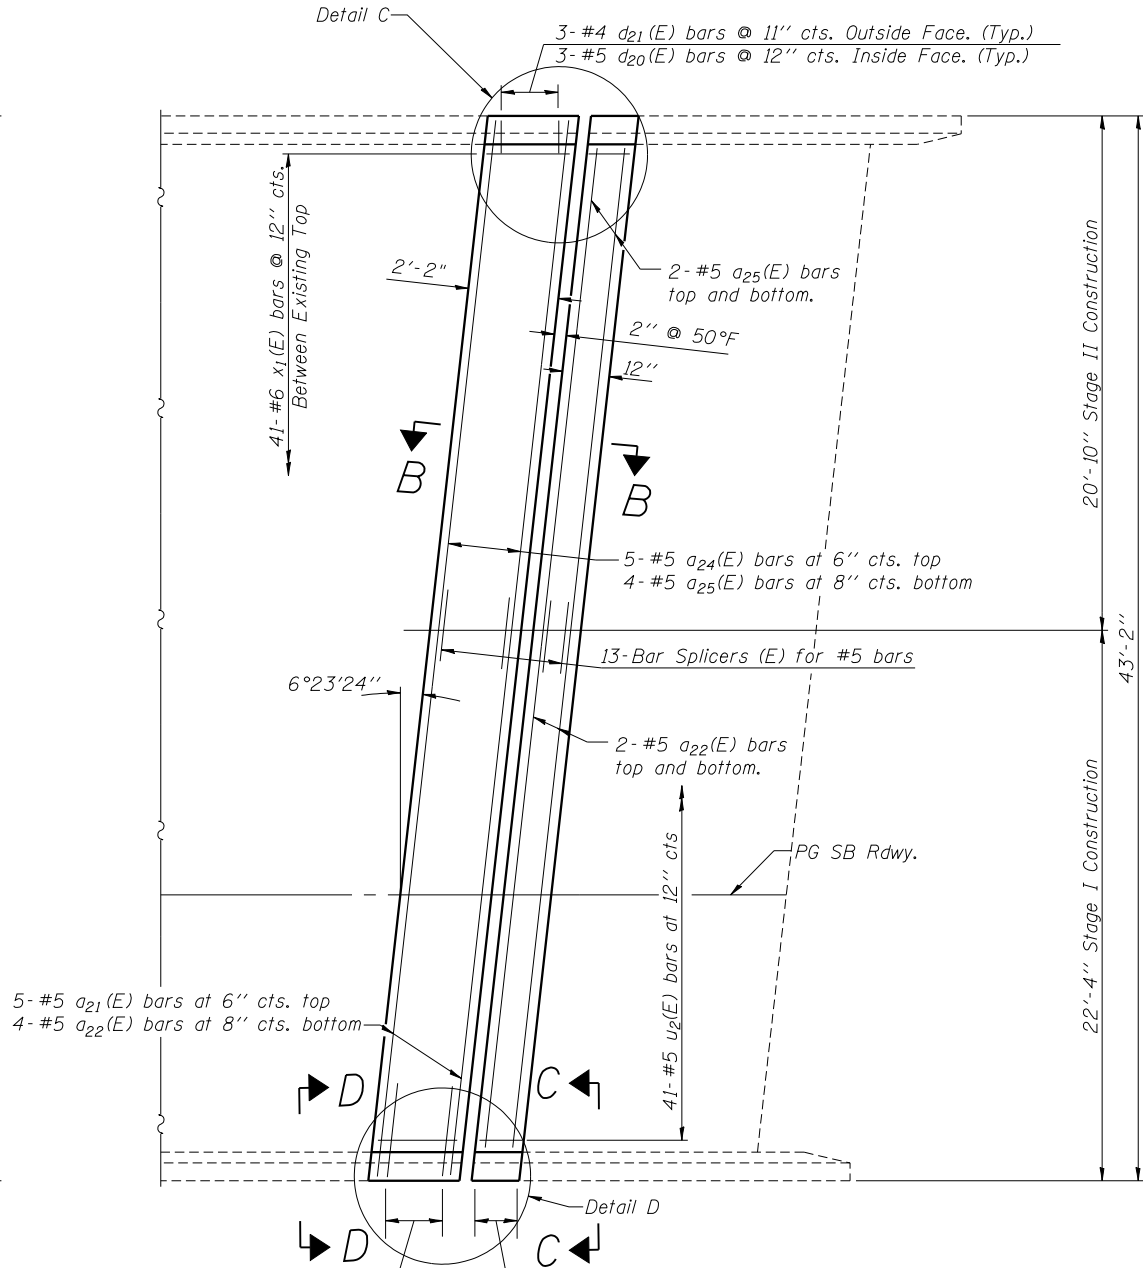 Detail C
3-#4 d21(E) bars @ 11'' cts. Outside Face. (Typ.)
3-#5 d20(E) bars @ 12'' cts. Inside Face. (Typ.)
41-#6 x1(E) bars @ 12'' cts.
Between Existing Top
2'-2"
2-#5 a25(E) bars
top and bottom.
2'' @ 50°F
12''
20'-10'' Stage II Construction
B
B
5-#5 a24(E) bars at 6'' cts. top
4-#5 a25(E) bars at 8'' cts. bottom
43'-2''
13-Bar Splicers (E) for #5 bars
6°23'24''
2-#5 a22(E) bars
top and bottom.
22'-4'' Stage I Construction
PG SB Rdwy.
41-#5 u2(E) bars at 12'' cts
5-#5 a21(E) bars at 6'' cts. top
4-#5 a22(E) bars at 8'' cts. bottom
D
C
Detail D
D
C